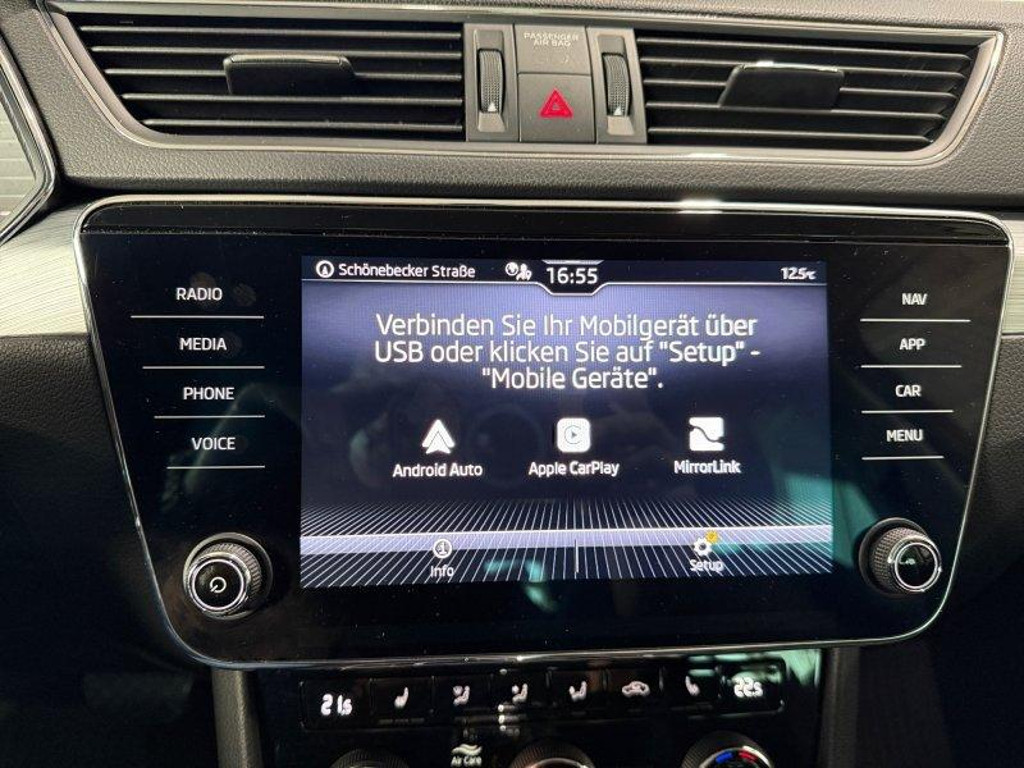 PASSENGER
AIR BAG
Schönebecker Straße
16:55
12.5°C
RADIO
MEDIA
PHONE
VOICE
Verbinden Sie Ihr Mobilgerät über
USB oder klicken Sie auf "Setup" -
"Mobile Geräte".
Android Auto
Apple CarPlay
MirrorLink
Info
Setup
NAV
APP
CAR
MENU
21.5
22.5
Air Care